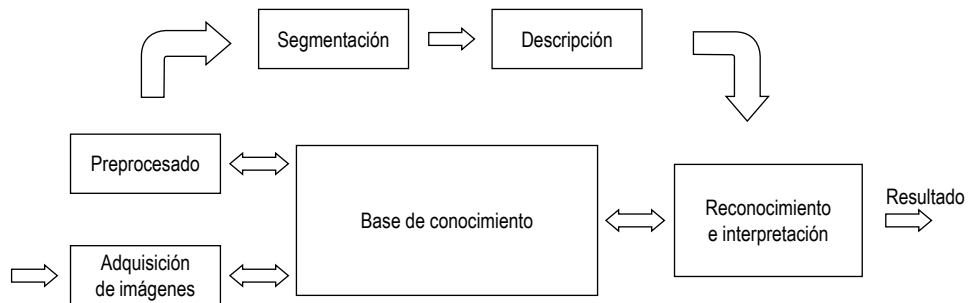 Segmentación
Descripción
Preprocesado
Base de conocimiento
Reconocimiento
e interpretación
Resultado
Adquisición
de imágenes